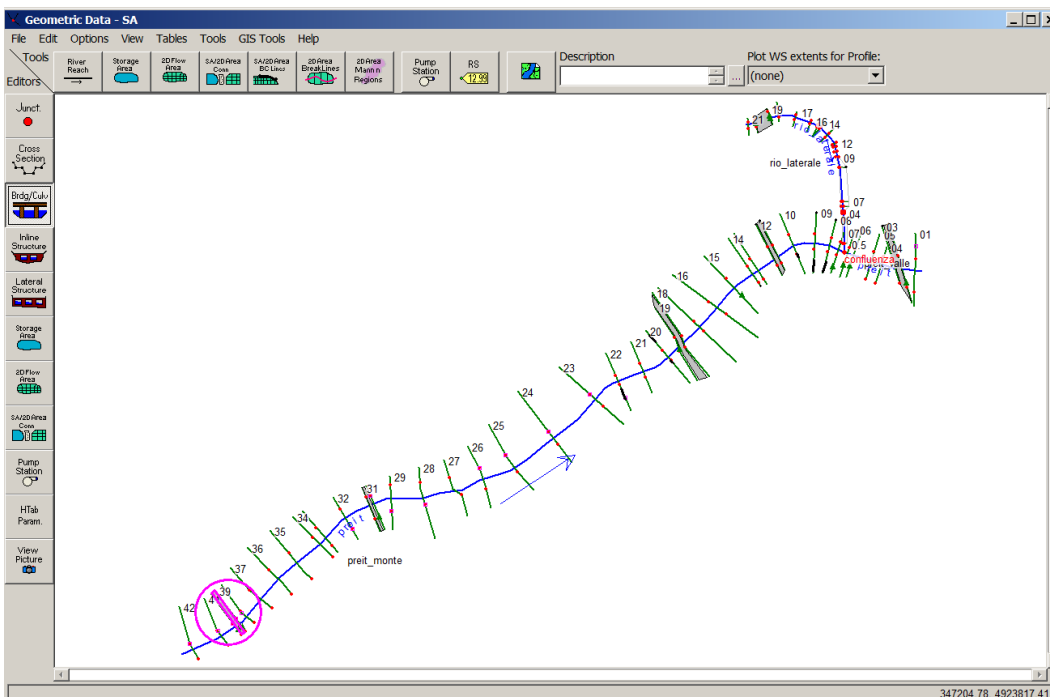 Geometric Data - SA
File Edit Options View Tables Tools GIS Tools Help
Tools
Editors
River
Reach
Storage
Area
2D Flow
Area
SA/2D Area
Conn
SA/2D Area
BC Lines
2D Area
BreakLines
2D Area
Mann n
Regions
Pump
Station
RS
12.99
Description
...
Plot WS extents for Profile:
(none)
Junct.
Cross
Section
Brdg/Culv
Inline
Structure
Lateral
Structure
Storage
Area
2D Flow
Area
SA/2D Area
Conn
Pump
Station
HTab
Param.
View
Picture
21 19 17 16 14
12
09
rio_laterale
rio_laterale
07
04
06
12 10 09
07 06 03
05 05 01
04
confluenza
preit
14
15
16
18
19
20
21
22
23
24
25
26
27
28
29
31
32
preit
34
35
36
37
39
42
preit_monte
347204.78, 4923817.41